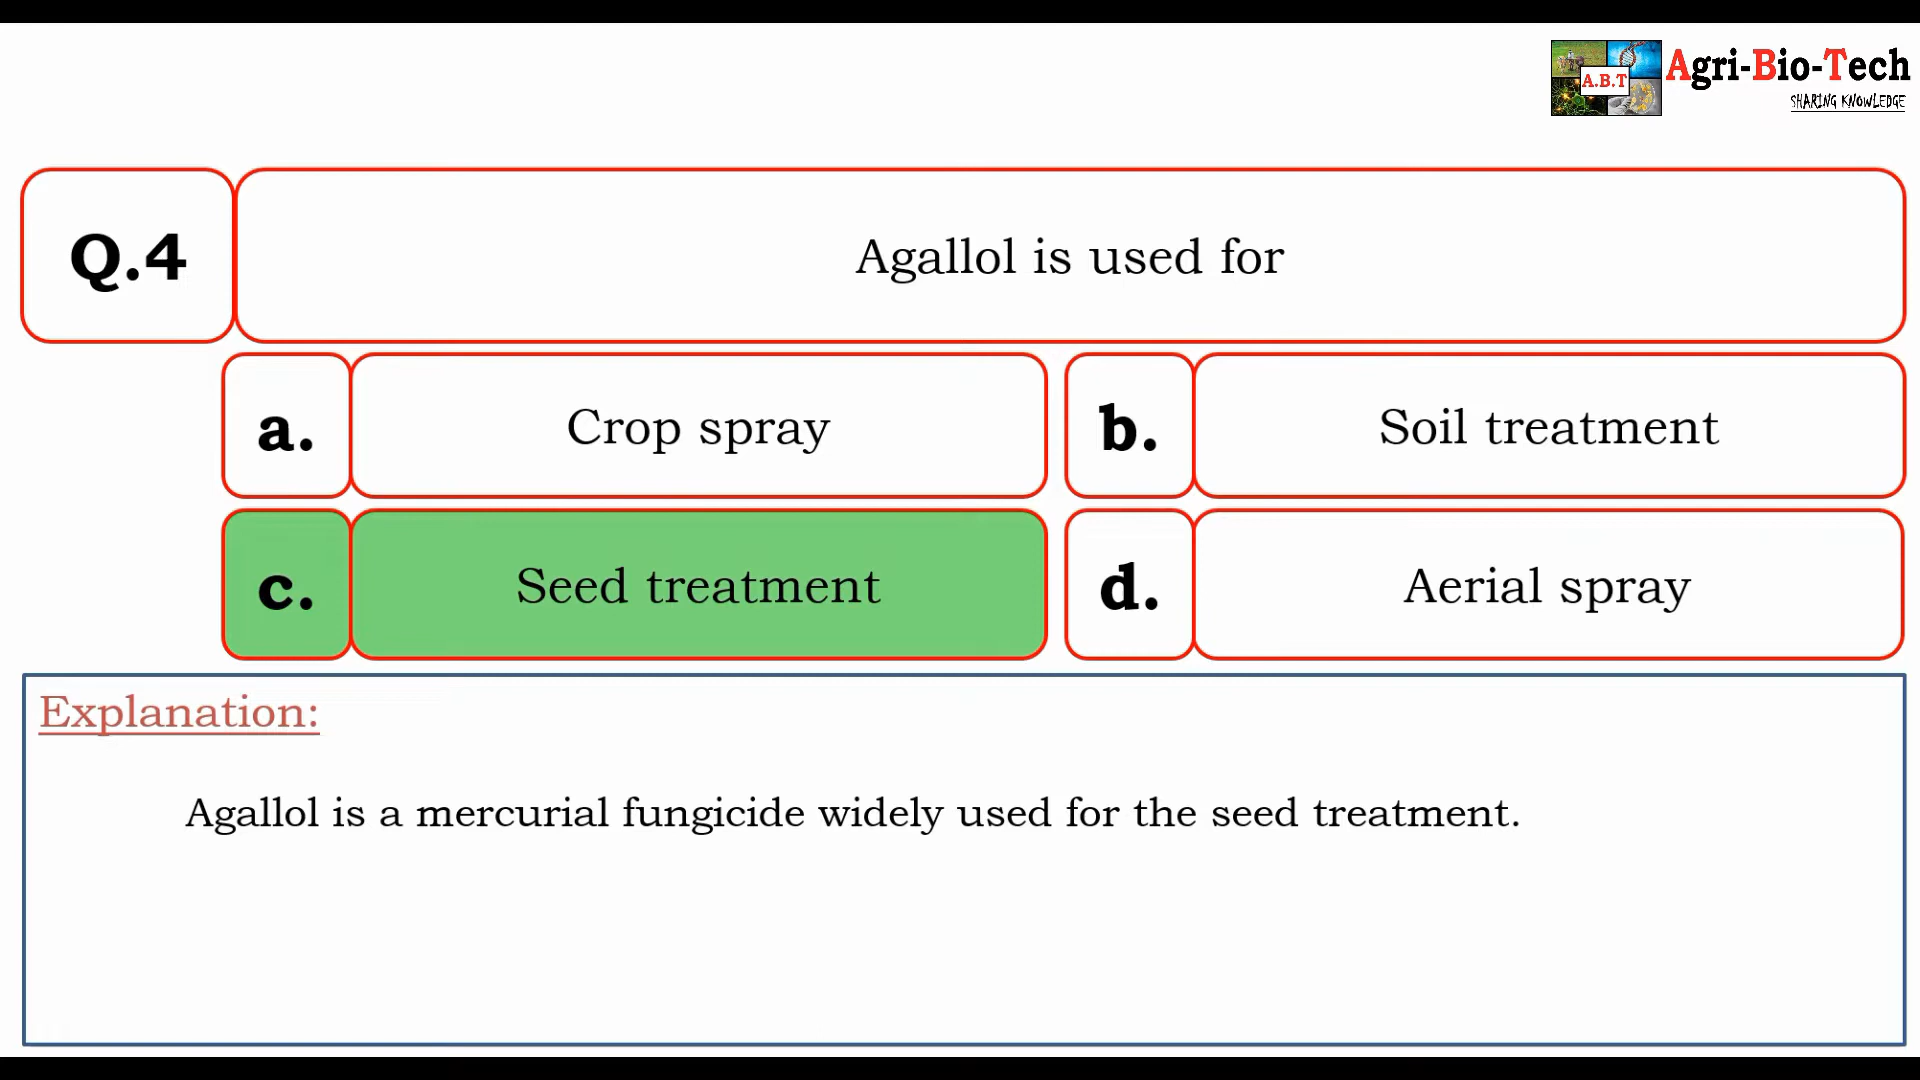 A.B.T
Agri-Bio-Tech
SHARING KNOWLEDGE
Q.4
Agallol is used for
a.
Crop spray
b.
Soil treatment
c.
Seed treatment
d.
Aerial spray
Explanation:
Agallol is a mercurial fungicide widely used for the seed treatment.